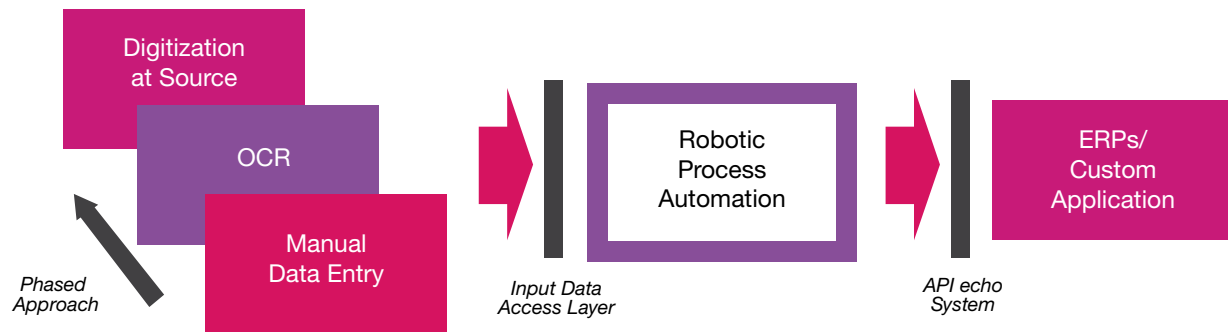 Digitization
at Source
OCR
Manual
Data Entry
Phased
Approach
Input Data
Access Layer
Robotic
Process
Automation
API echo
System
ERPs/
Custom
Application